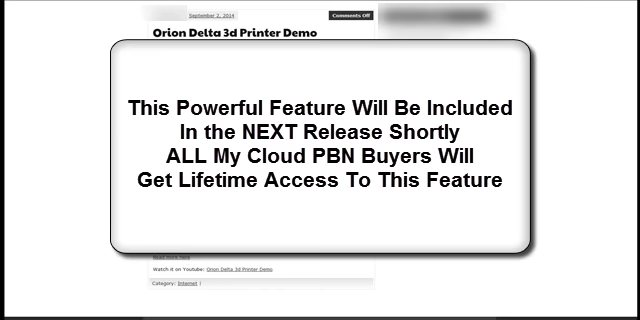 September 2, 2014
Comments Off
Orion Delta 3d Printer Demo
This Powerful Feature Will Be Included
In the NEXT Release Shortly
ALL My Cloud PBN Buyers Will
Get Lifetime Access To This Feature
Read more here
Watch it on Youtube: Orion Delta 3d Printer Demo
Category: Internet |